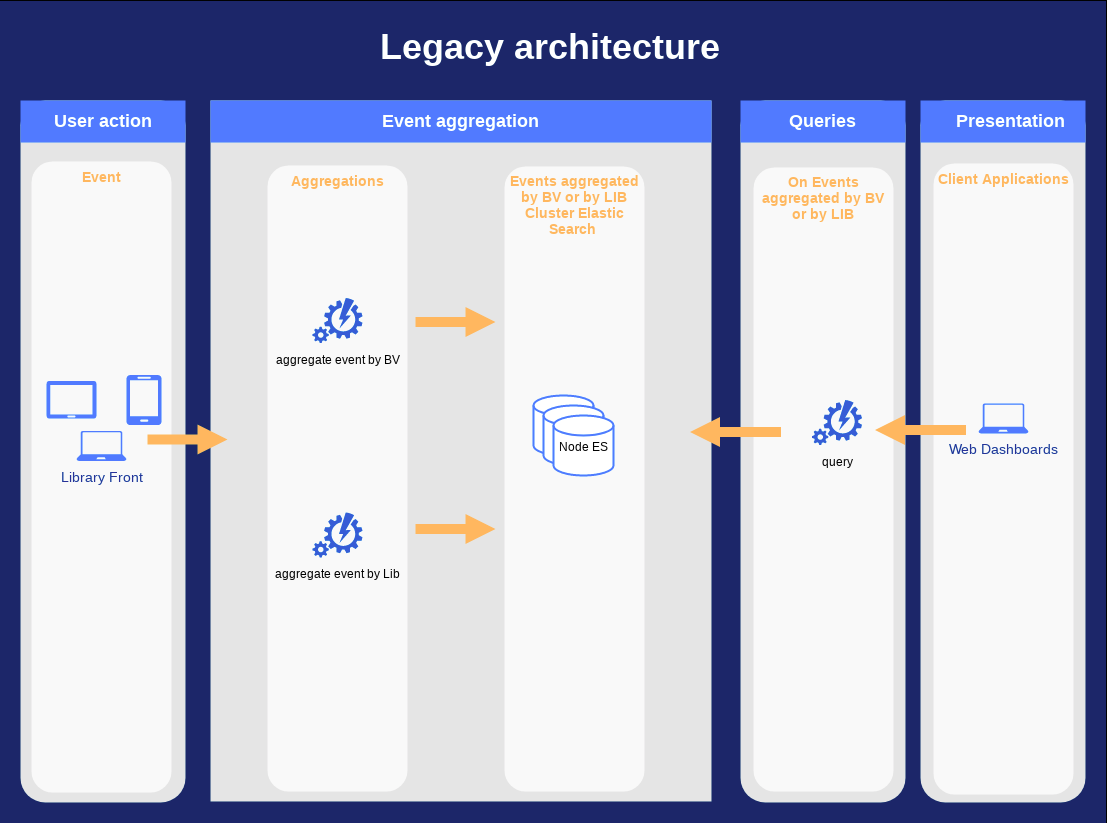 Legacy architecture
User action
Event aggregation
Queries
Presentation
Event
Aggregations
Events aggregated
by BV or by LIB
Cluster Elastic
Search
On Events
aggregated by BV
or by LIB
Client Applications
aggregate event by BV
Library Front
Node ES
query
Web Dashboards
aggregate event by Lib